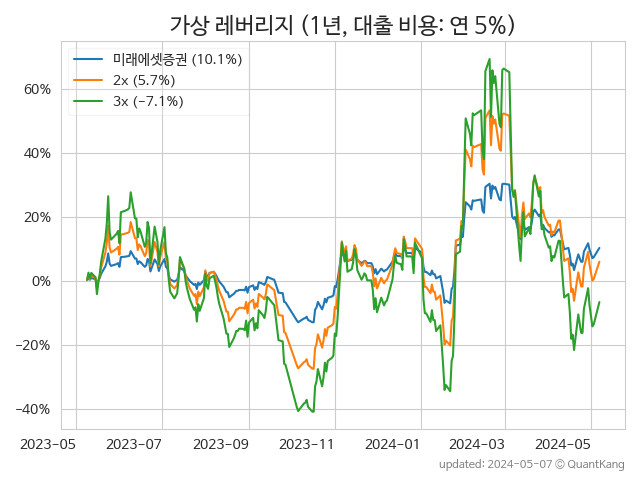 가상 레버리지 (1년, 대출 비용: 연 5%)
미래에셋증권 (10.1%)
2x (5.7%)
3x (−7.1%)
60%
40%
20%
0%
−20%
−40%
2023-05 2023-07 2023-09 2023-11 2024-01 2024-03 2024-05
updated: 2024-05-07 © QuantKang